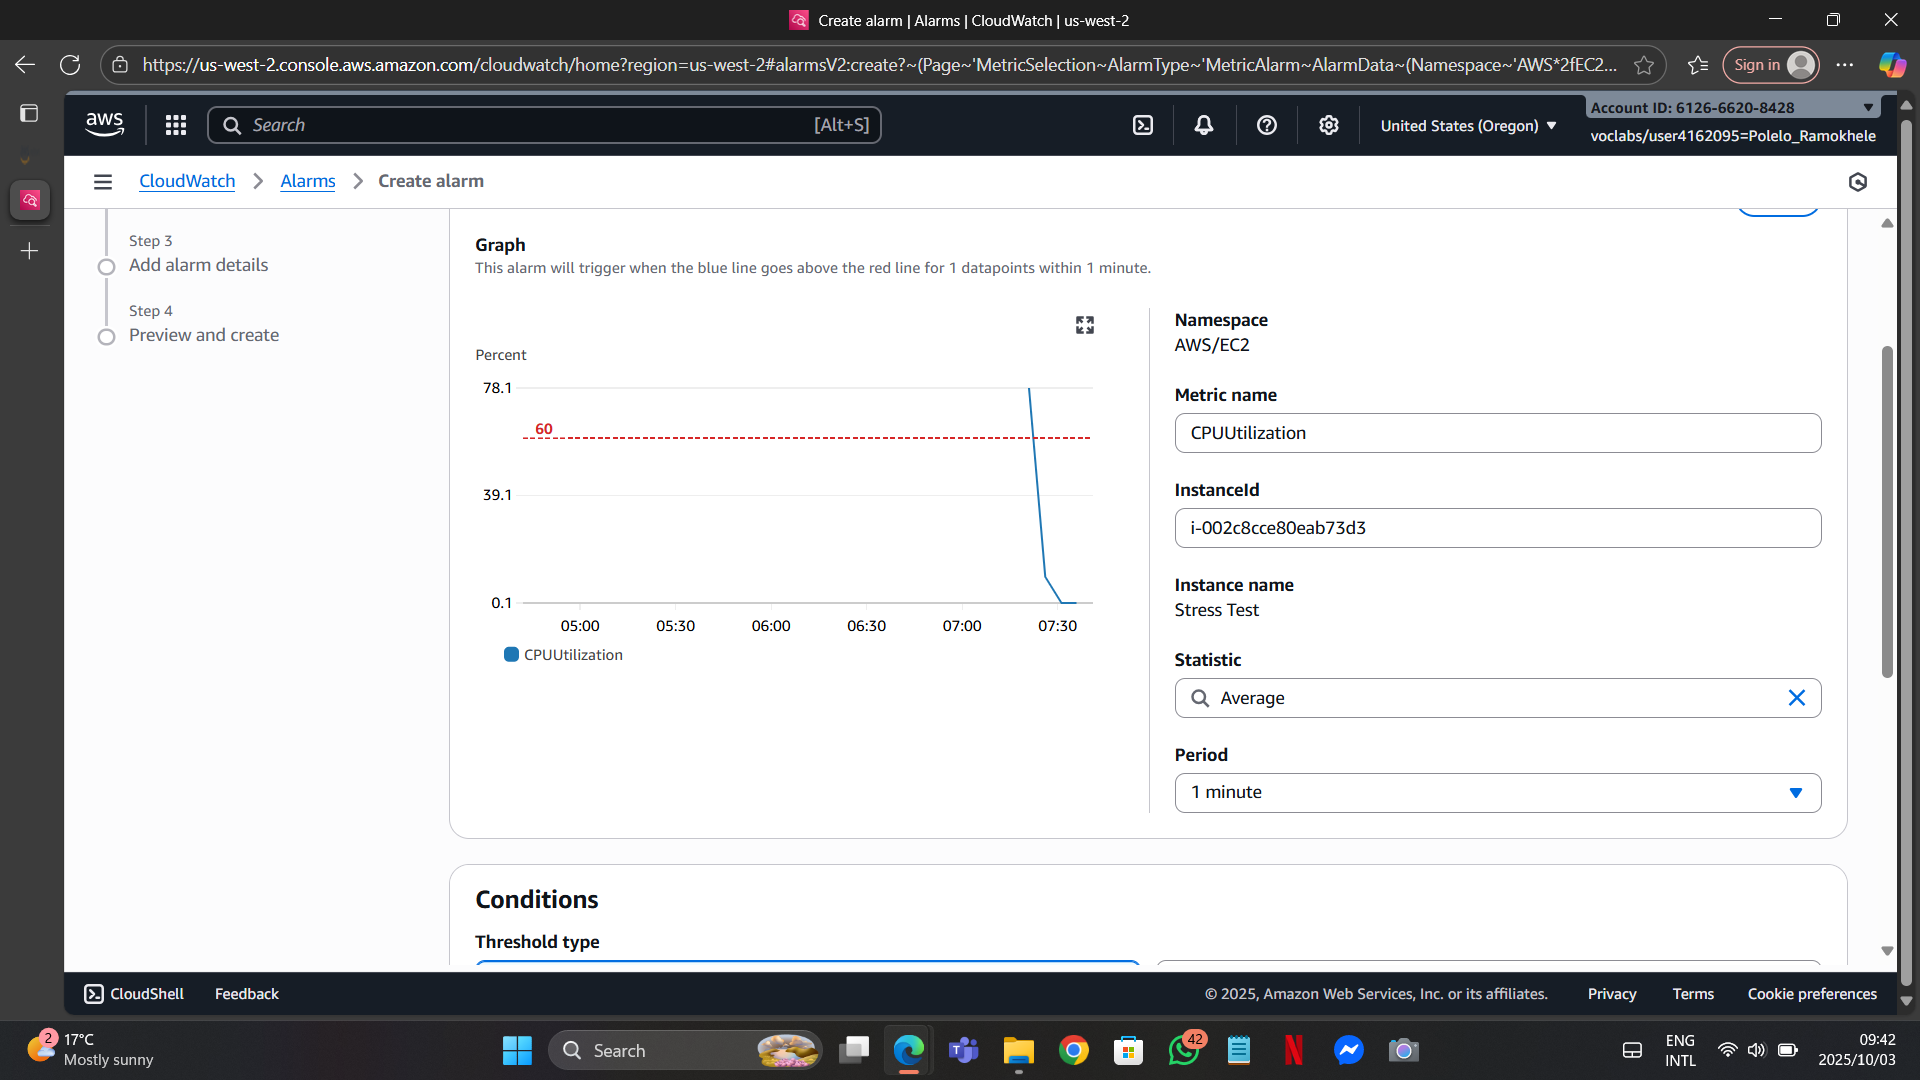 Create alarm | Alarms | CloudWatch | us-west-2
https://us-west-2.console.aws.amazon.com/cloudwatch/home?region=us-west-2#alarmsV2:create?~(Page~'MetricSelection~AlarmType~'MetricAlarm~AlarmData~(Namespace~'AWS*2fEC2...
Sign in
aws
Search
[Alt+S]
United States (Oregon)
Account ID: 6126-6620-8428
voclabs/user4162095=Polelo_Ramokhele
CloudWatch
Alarms
Create alarm
Step 3
Add alarm details
Step 4
Preview and create
Graph
This alarm will trigger when the blue line goes above the red line for 1 datapoints within 1 minute.
Percent
78.1
60
39.1
0.1
05:00 05:30 06:00 06:30 07:00 07:30
CPUUtilization
Namespace
AWS/EC2
Metric name
CPUUtilization
InstanceId
i-002c8cce80eab73d3
Instance name
Stress Test
Statistic
Average
Period
1 minute
Conditions
Threshold type
CloudShell
Feedback
© 2025, Amazon Web Services, Inc. or its affiliates.
Privacy
Terms
Cookie preferences
2
17°C
Mostly sunny
Search
42
ENG
INTL
09:42
2025/10/03